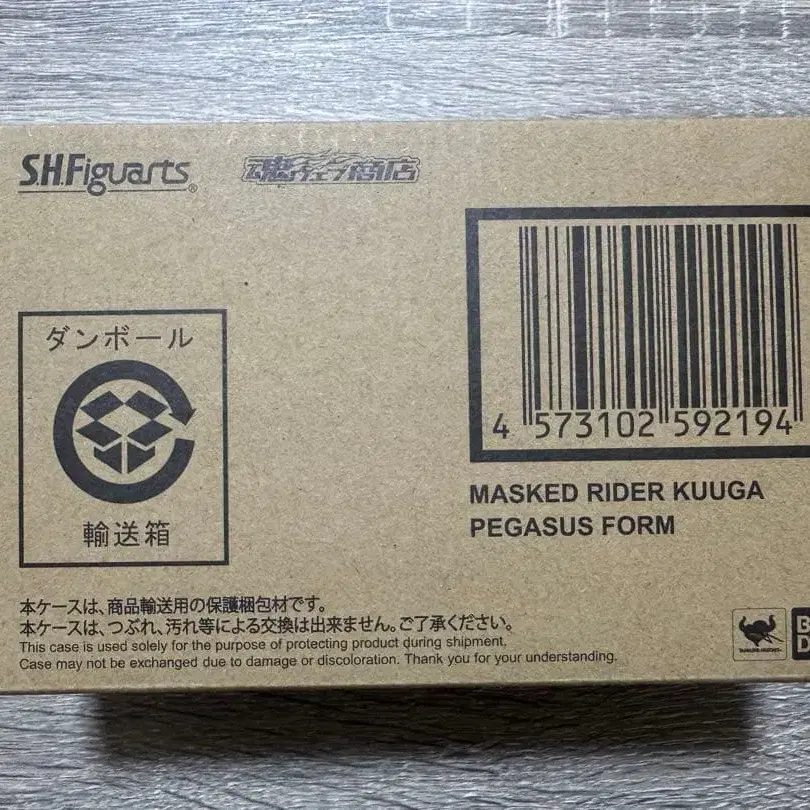 S.H.Figuarts®
魂ウェブ商店
ダンボール
輸送箱
4 573102 592194
MASKED RIDER KUUGA
PEGASUS FORM
本ケースは、商品輸送用の保護梱包材です。
本ケースは、つぶれ、汚れ等による交換は出来ません。ご了承ください。
This case is used solely for the purpose of protecting product during shipment.
Case may not be exchanged due to damage or discoloration. Thank you for your understanding.